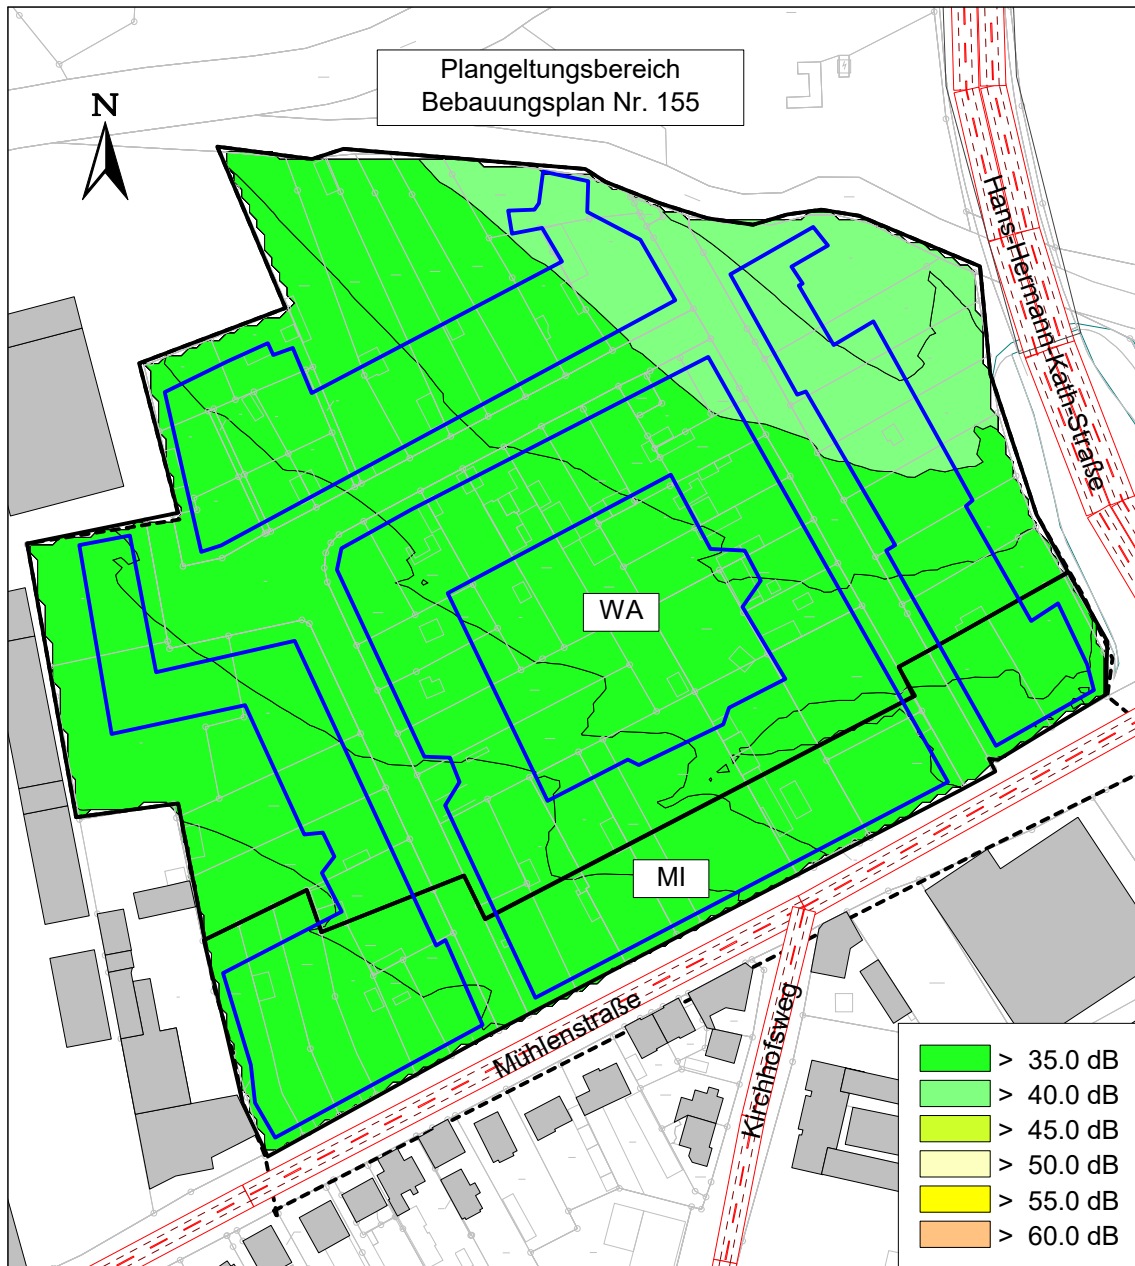 Plangeltungsbereich
Bebauungsplan Nr. 155
N
Hans-Hermann-Kath-Straße
WA
MI
Mühlenstraße
Kirchhofsweg
> 35.0 dB
> 40.0 dB
> 45.0 dB
> 50.0 dB
> 55.0 dB
> 60.0 dB